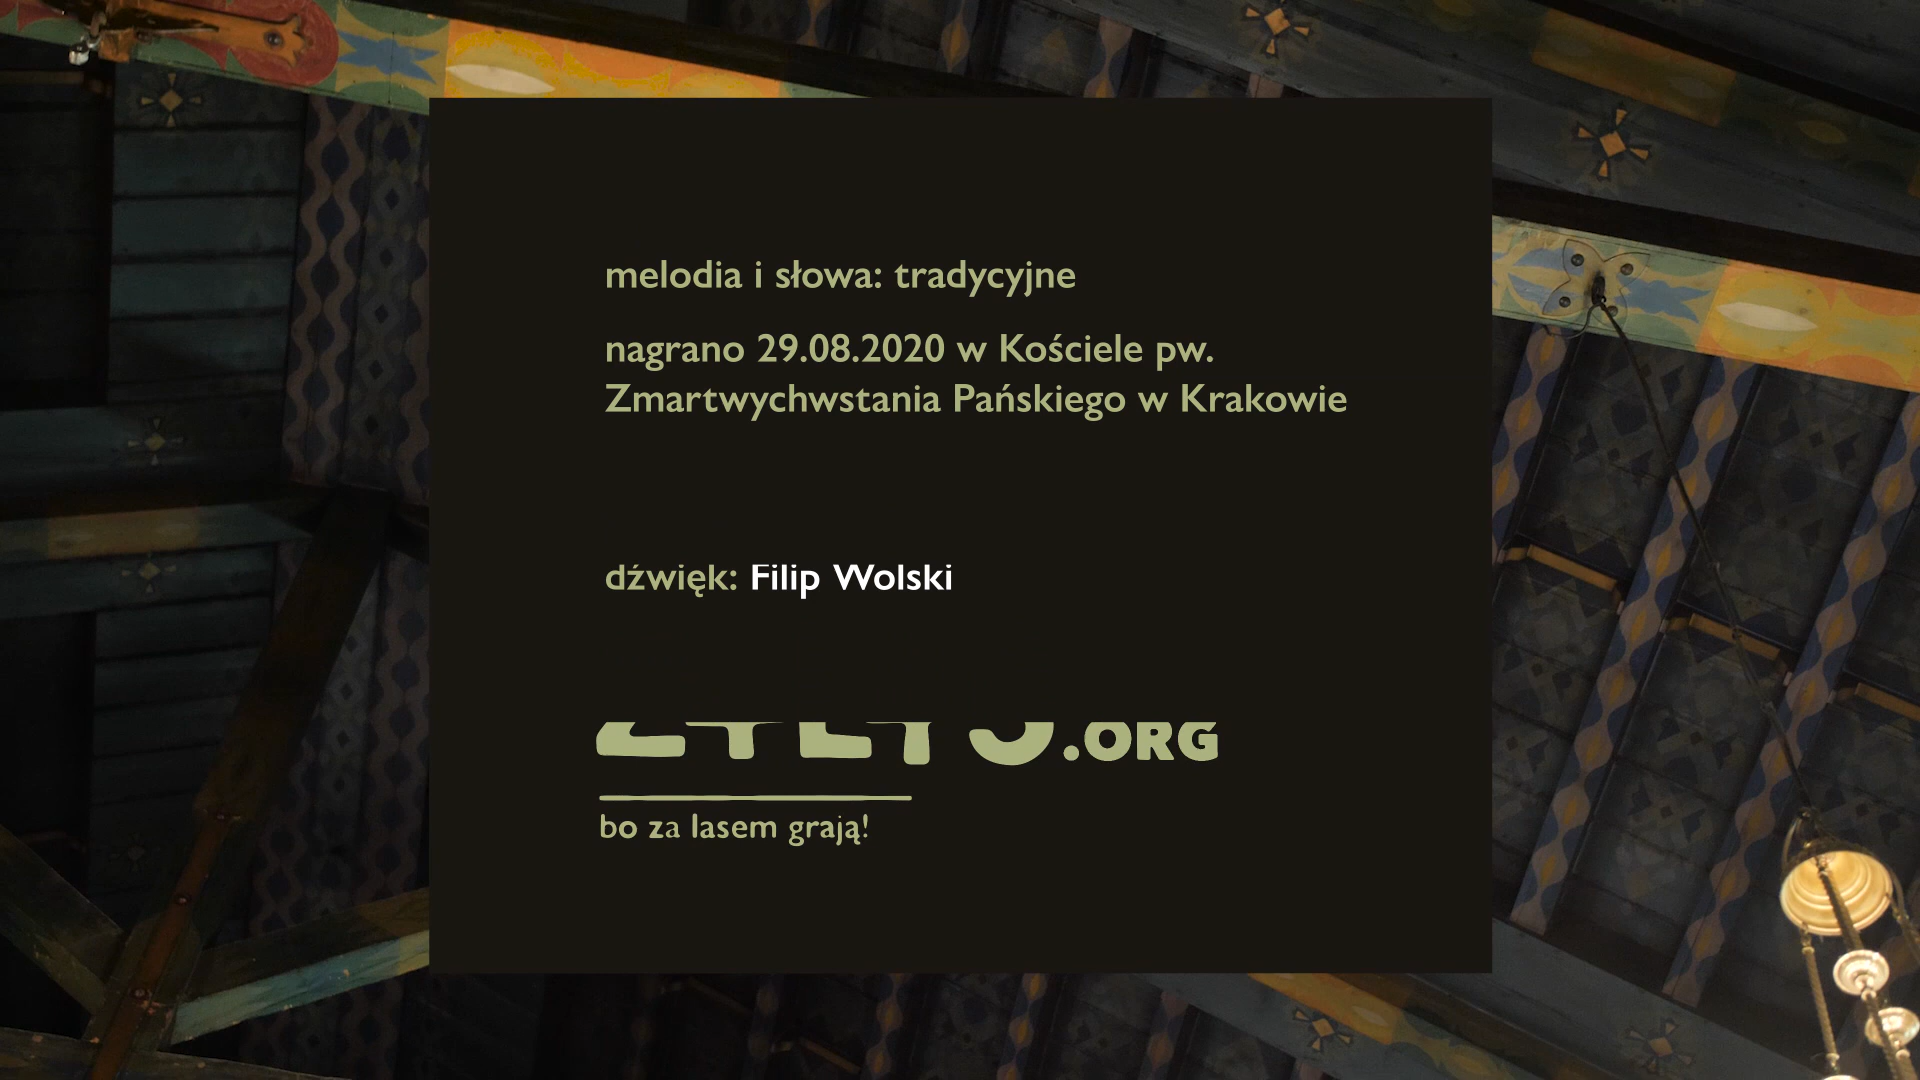 melodia i słowa: tradycyjne
nagrano 29.08.2020 w Kościele pw.
Zmartwychwstania Pańskiego w Krakowie
dźwięk: Filip Wolski
.ORG
bo za lasem grają!